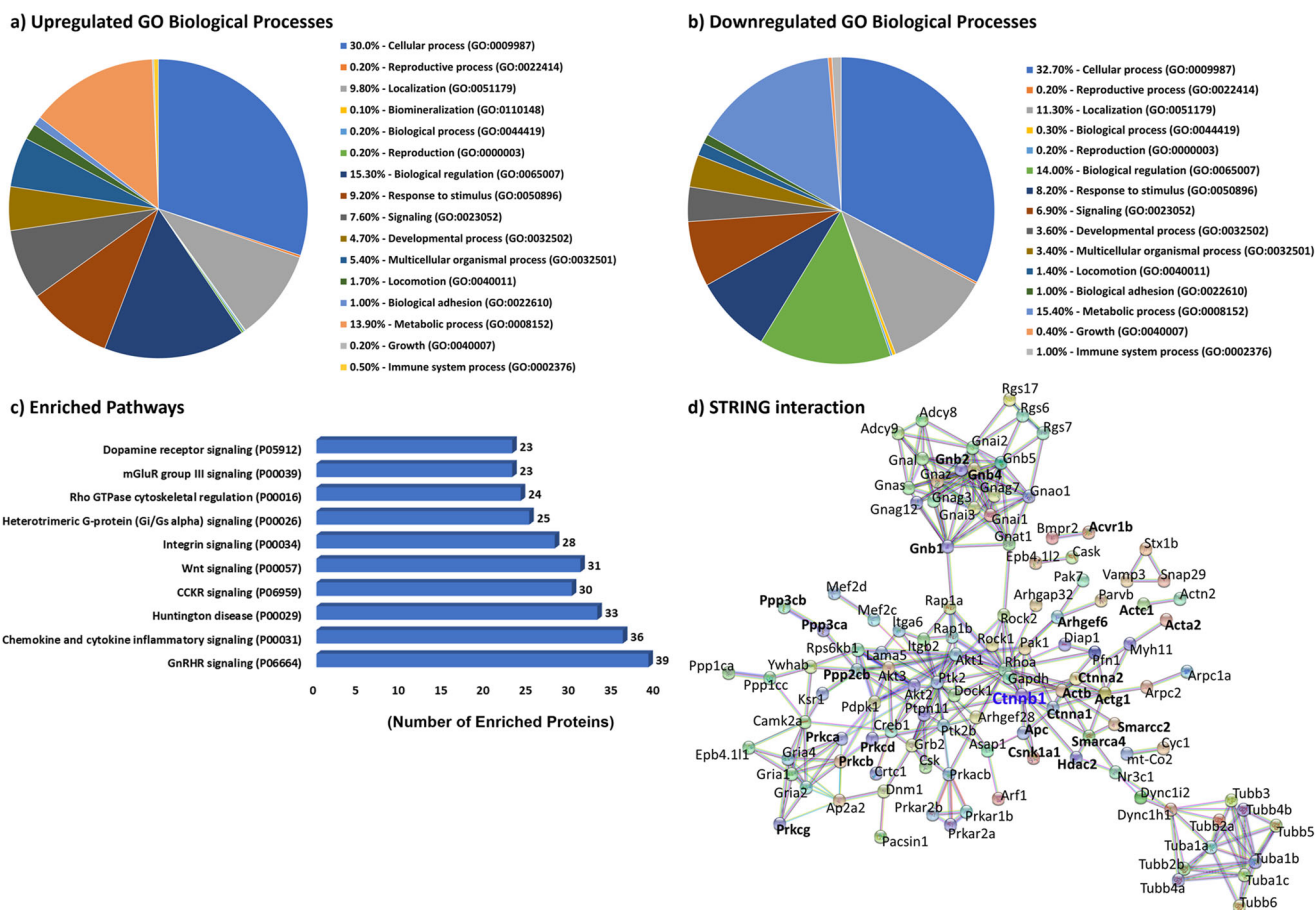 a) Upregulated GO Biological Processes
30.0% - Cellular process (GO:0009987)
0.20% - Reproductive process (GO:0022414)
9.80% - Localization (GO:0051179)
0.10% - Biomineralization (GO:0110148)
0.20% - Biological process (GO:0044419)
0.20% - Reproduction (GO:0000003)
15.30% - Biological regulation (GO:0065007)
9.20% - Response to stimulus (GO:0050896)
7.60% - Signaling (GO:0023052)
4.70% - Developmental process (GO:0032502)
5.40% - Multicellular organismal process (GO:0032501)
1.70% - Locomotion (GO:0040011)
1.00% - Biological adhesion (GO:0022610)
13.90% - Metabolic process (GO:0008152)
0.20% - Growth (GO:0040007)
0.50% - Immune system process (GO:0002376)
b) Downregulated GO Biological Processes
32.70% - Cellular process (GO:0009987)
0.20% - Reproductive process (GO:0022414)
11.30% - Localization (GO:0051179)
0.30% - Biological process (GO:0044419)
0.20% - Reproduction (GO:0000003)
14.00% - Biological regulation (GO:0065007)
8.20% - Response to stimulus (GO:0050896)
6.90% - Signaling (GO:0023052)
3.60% - Developmental process (GO:0032502)
3.40% - Multicellular organismal process (GO:0032501)
1.40% - Locomotion (GO:0040011)
1.00% - Biological adhesion (GO:0022610)
15.40% - Metabolic process (GO:0008152)
0.40% - Growth (GO:0040007)
1.00% - Immune system process (GO:0002376)
c) Enriched Pathways
Dopamine receptor signaling (P05912) 23
mGluR group III signaling (P00039) 23
Rho GTPase cytoskeletal regulation (P00016) 24
Heterotrimeric G-protein (Gi/Gs alpha) signaling (P00026) 25
Integrin signaling (P00034) 28
Wnt signaling (P00057) 31
CCKR signaling (P06959) 30
Huntington disease (P00029) 33
Chemokine and cytokine inflammatory signaling (P00031) 36
GnRHR signaling (P06664) 39
0 5 10 15 20 25 30 35 40
(Number of Enriched Proteins)
d) STRING interaction
Rgs17
Adcy8 Rgs6
Adcy9 Rgs7
Gnai2
Gnal Gnb2 Gnb5
Gnaz Gnb4
Gnas Gnag7
Gnag3 Gnao1
Gnag12 Gnai3 Gnai1
Gnat1 Bmpr2 Acvr1b
Gnb1
Epb4.1l2 Cask Stx1b
Vamp3 Snap29
Pak7
Mef2d Arhgap32 Parvb Actn2
Ppp3cb Rap1a Actc1
Mef2c Itga6 Rock2 Arhgef6 Acta2
Ppp3ca Rap1b Rock1 Pak1 Diap1
Rps6kb1 Itgb2 Myh11
Ppp1ca Ywhab Lama5 Akt1 Rhoa Pfn1
Ppp2cb Akt3 Ptk2 Gapdh Ctnna2 Arpc1a
Ppp1cc Akt2 Dock1 Actb Arpc2
Ksr1 Pdpk1 Ptpn11 Ctnnb1 Actg1
Camk2a Creb1 Arhgef28 Ctnna1 Smarcc2
Prkca Prkcd Grb2 Ptk2b Apc Smarca4
Epb4.1l1 Gria4 Prkcb Csk Asap1 Csnk1a1 Hdac2 Cyc1
Gria1 Crtc1 mt-Co2
Gria2 Prkacb Nr3c1
Ap2a2 Dnm1 Arf1 Dync1i2
Prkar2b Prkar1b Dync1h1
Prkcg Prkar2a
Pacsin1
Tubb3
Tubb4b
Tubb2a Tubb5
Tuba1a
Tubb2b Tuba1b
Tubb4a Tuba1c
Tubb6